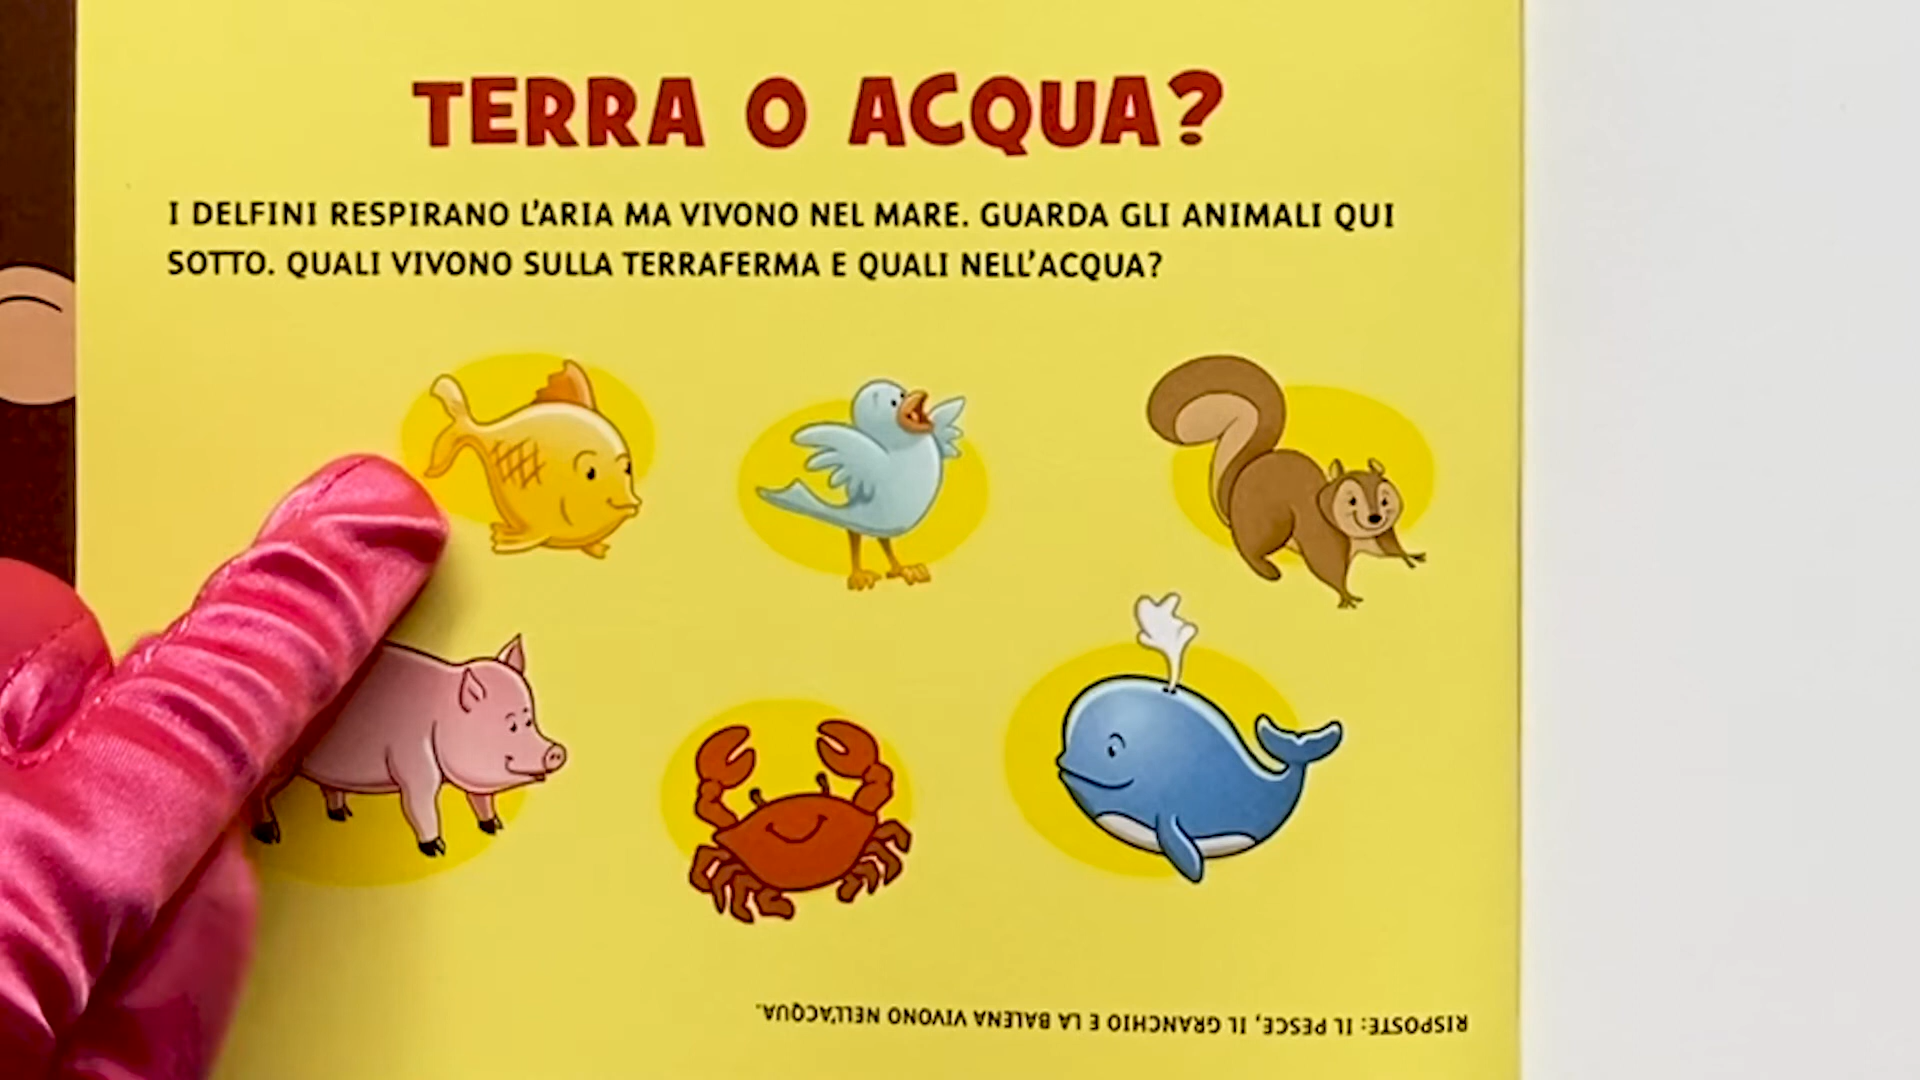 TERRA O ACQUA?
I DELFINI RESPIRANO L'ARIA MA VIVONO NEL MARE. GUARDA GLI ANIMALI QUI
SOTTO. QUALI VIVONO SULLA TERRAFERMA E QUALI NELL'ACQUA?
RISPOSTE: IL PESCE, IL GRANCHIO E LA BALENA VIVONO NELL'ACQUA.